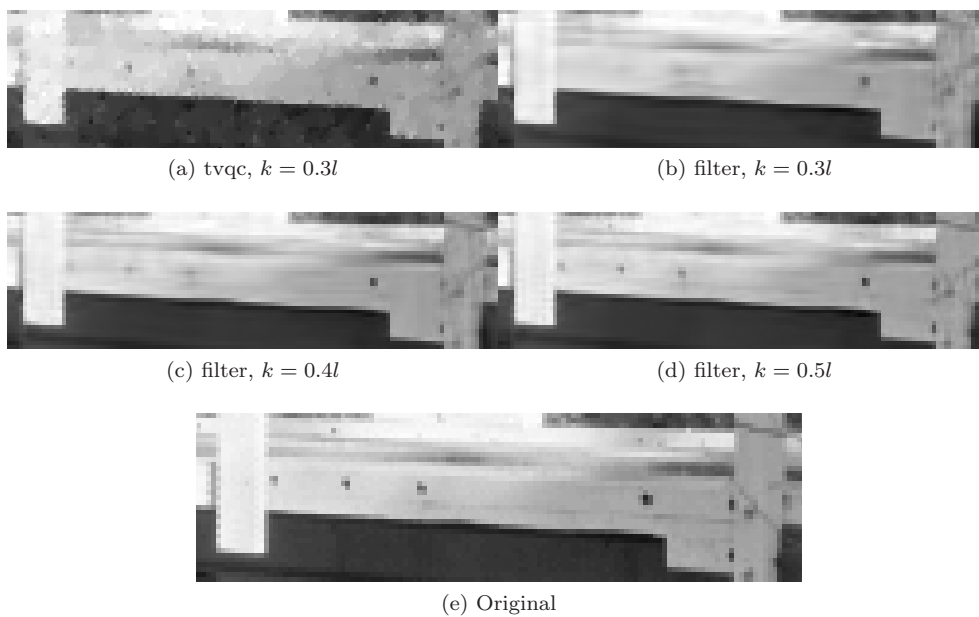 (a) tvqc, k = 0.3l
(b) filter, k = 0.3l
(c) filter, k = 0.4l
(d) filter, k = 0.5l
(e) Original